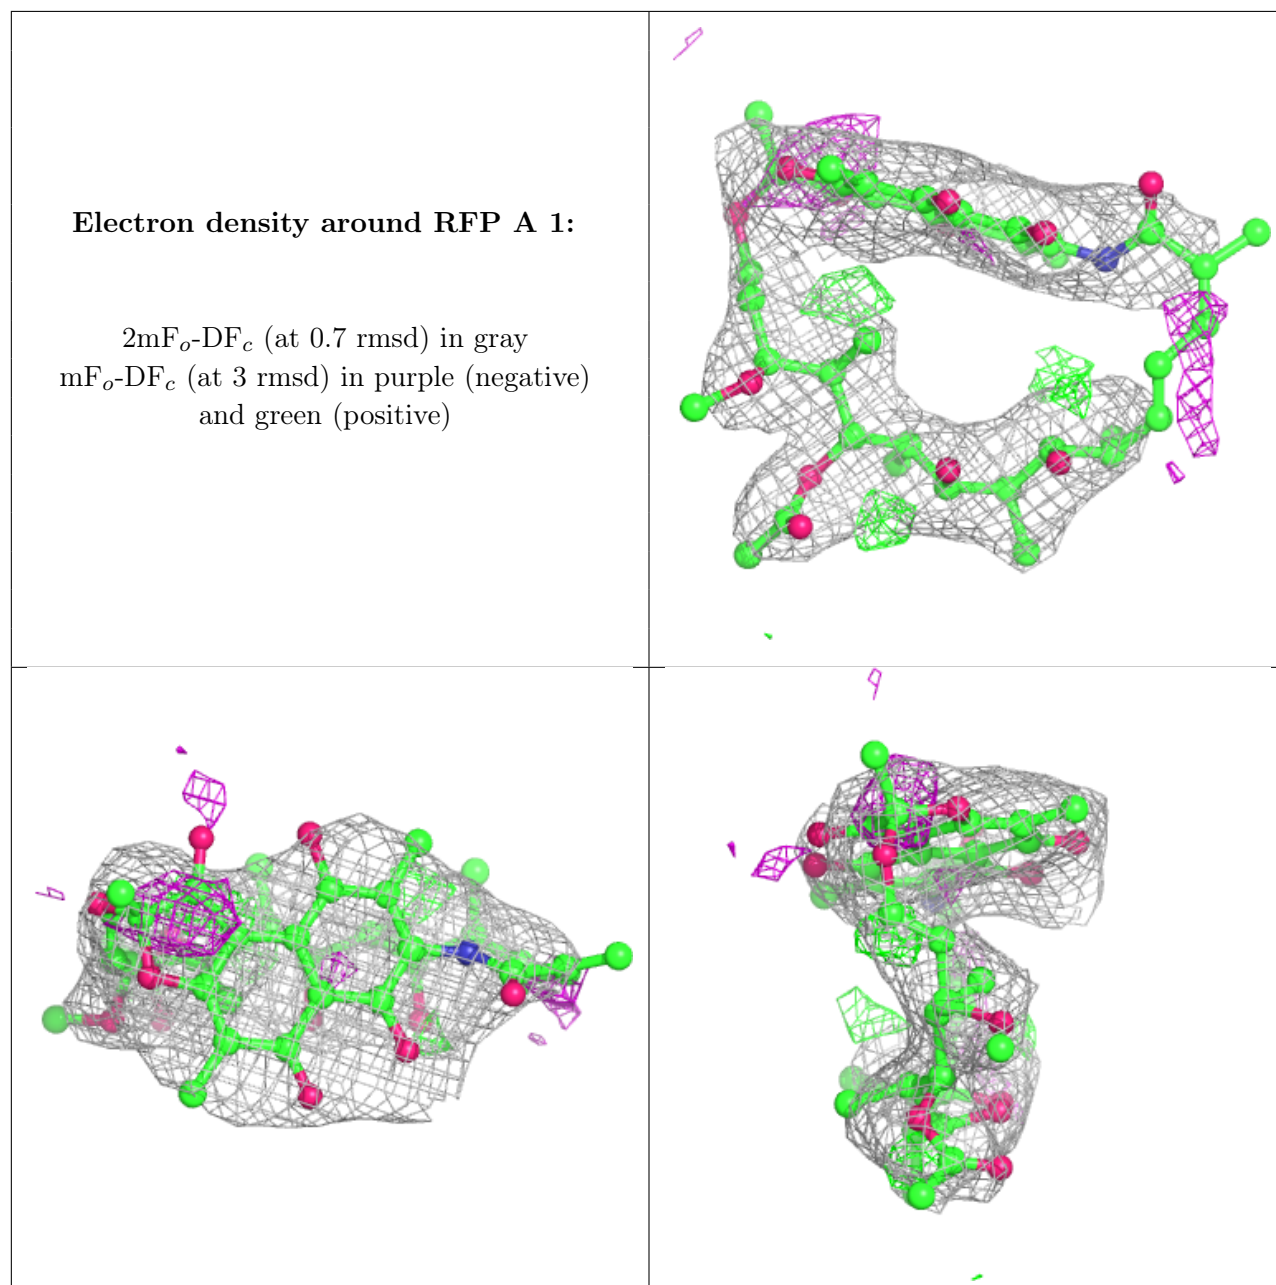 Electron density around RFP A 1:
2mFo-DFc (at 0.7 rmsd) in gray
mFo-DFc (at 3 rmsd) in purple (negative)
and green (positive)